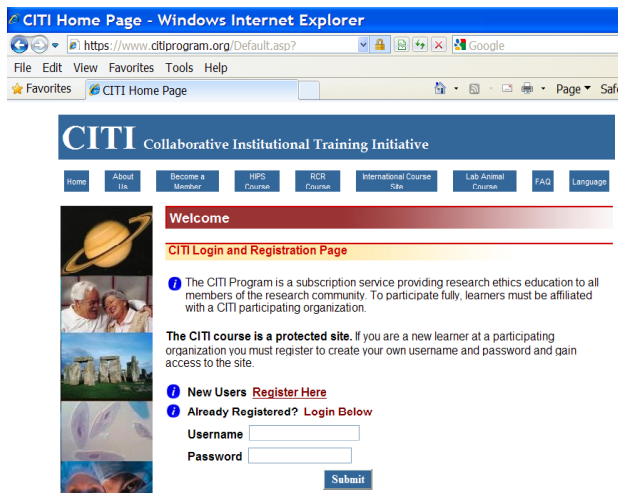 CITI Home Page - Windows Internet Explorer
https://www.citiprogram.org/Default.asp?
Google
File Edit View Favorites Tools Help
Favorites CITI Home Page Page Safe
CITI Collaborative Institutional Training Initiative
Home About Us Become a Member HIPS Course RCR Course International Course Site Lab Animal Course FAQ Language
Welcome
CITI Login and Registration Page
The CITI Program is a subscription service providing research ethics education to all
members of the research community. To participate fully, learners must be affiliated
with a CITI participating organization.
The CITI course is a protected site. If you are a new learner at a participating
organization you must register to create your own username and password and gain
access to the site.
New Users Register Here
Already Registered? Login Below
Username
Password
Submit